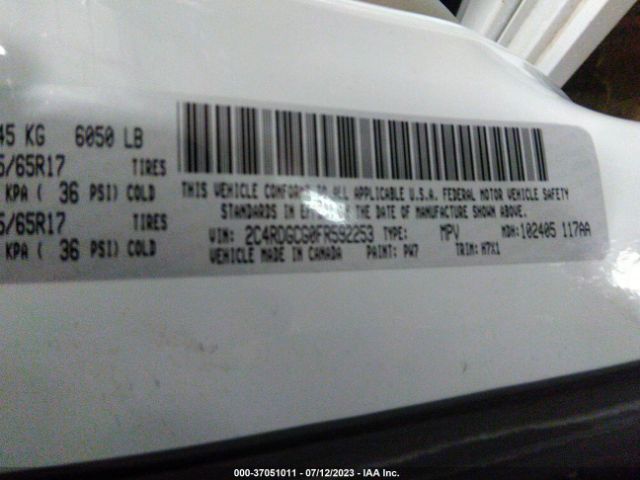 45 KG 6050 LB
5/65R17 TIRES
KPA ( 36 PSI) COLD
5/65R17 TIRES
KPA ( 36 PSI) COLD
THIS VEHICLE CONFORMS TO ALL APPLICABLE U.S.A. FEDERAL MOTOR VEHICLE SAFETY
STANDARDS IN EFFECT ON THE DATE OF MANUFACTURE SHOWN ABOVE.
VIN: 2C4RDGCG0FR592253 TYPE: MPV MDH: 102405 117AA
VEHICLE MADE IN CANADA PAINT: PW7 TRIM: H7X1
000-37051011 - 07/12/2023 - IAA Inc.